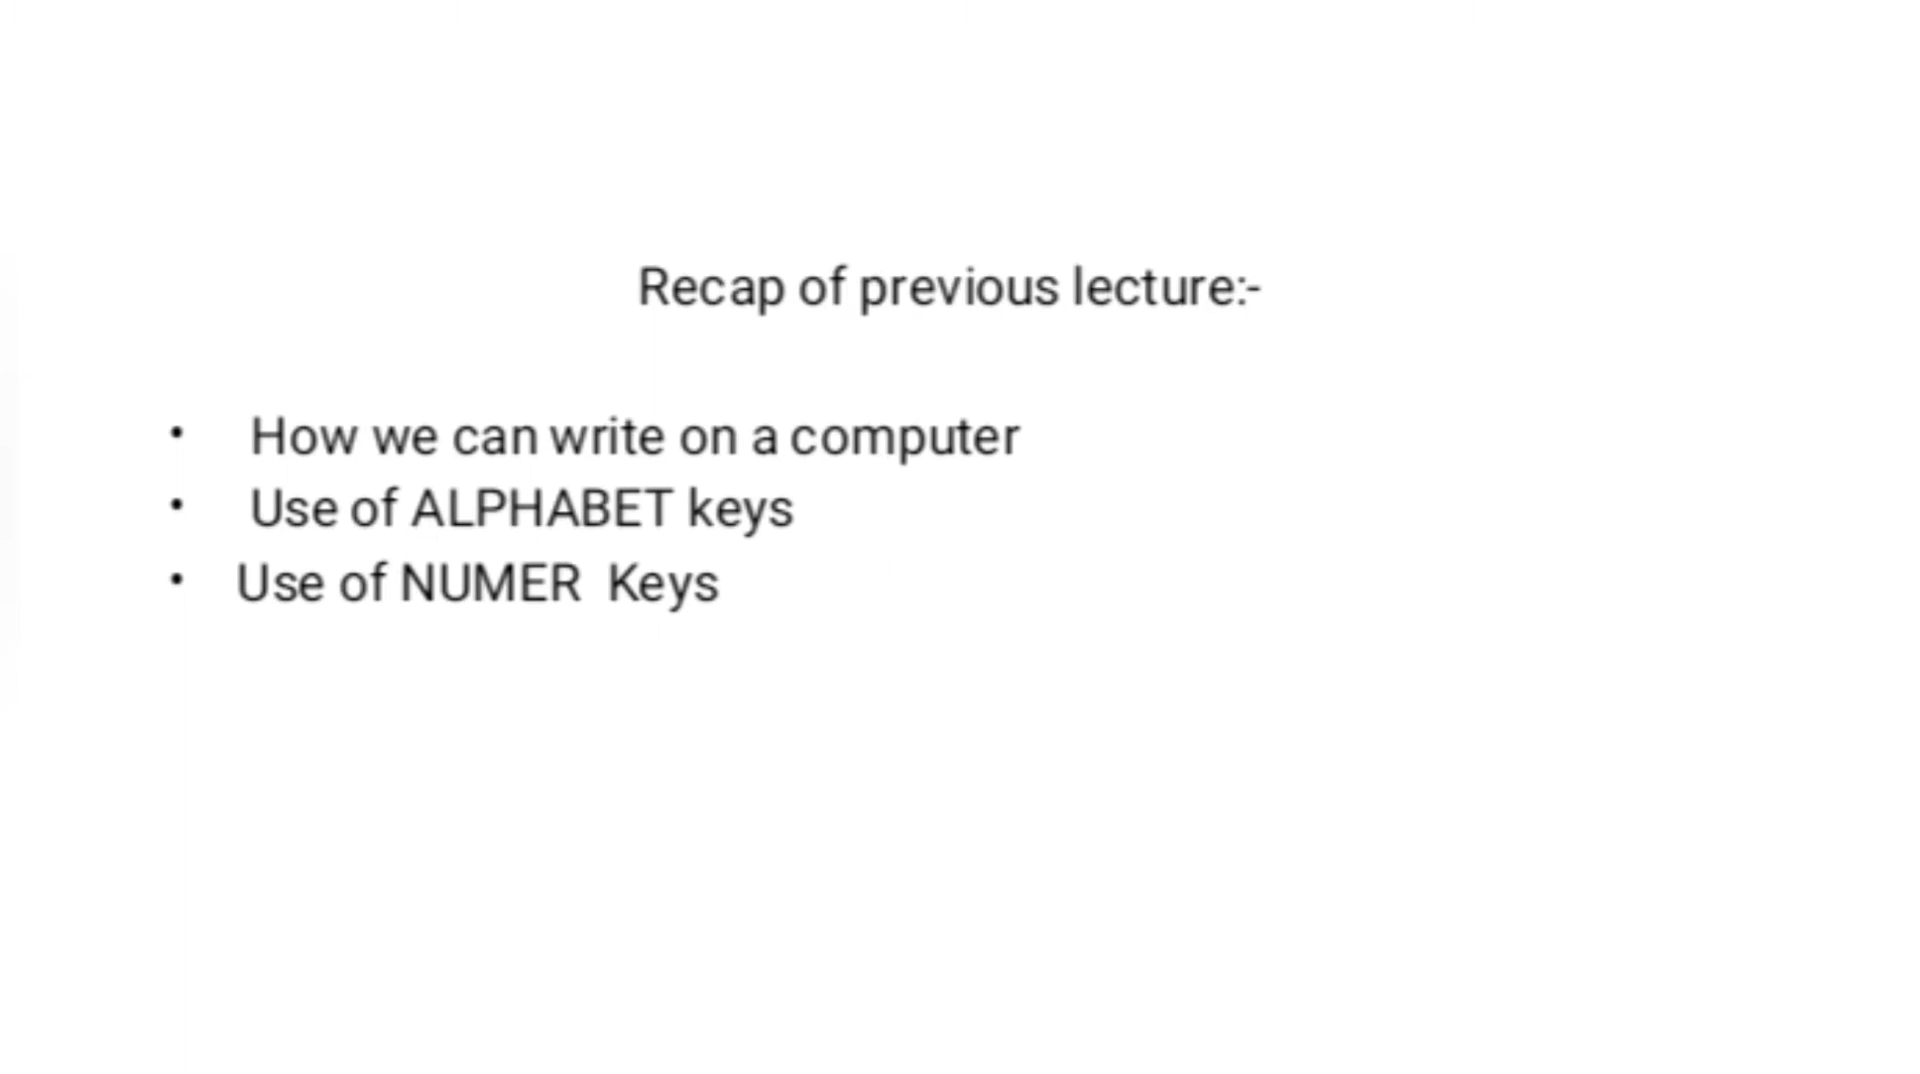 Recap of previous lecture:-
• How we can write on a computer
• Use of ALPHABET keys
• Use of NUMER Keys